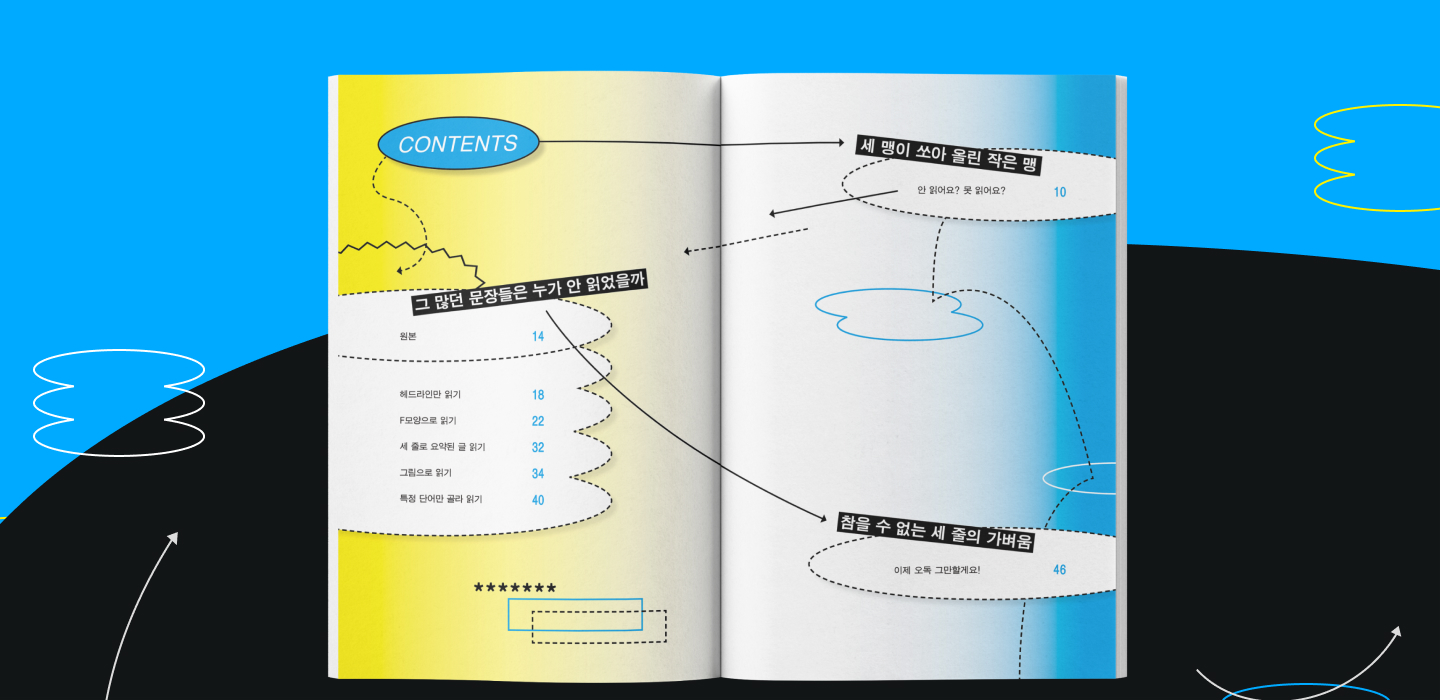 CONTENTS
세 맹이 쏘아 올린 작은 맹
안 읽어요? 못 읽어요? 10
그 많던 문장들은 누가 안 읽었을까
원본 14
헤드라인만 읽기 18
F모양으로 읽기 22
세 줄로 요약된 글 읽기 32
그림으로 읽기 34
특정 단어만 골라 읽기 40
*******
참을 수 없는 세 줄의 가벼움
이제 오독 그만할게요! 46